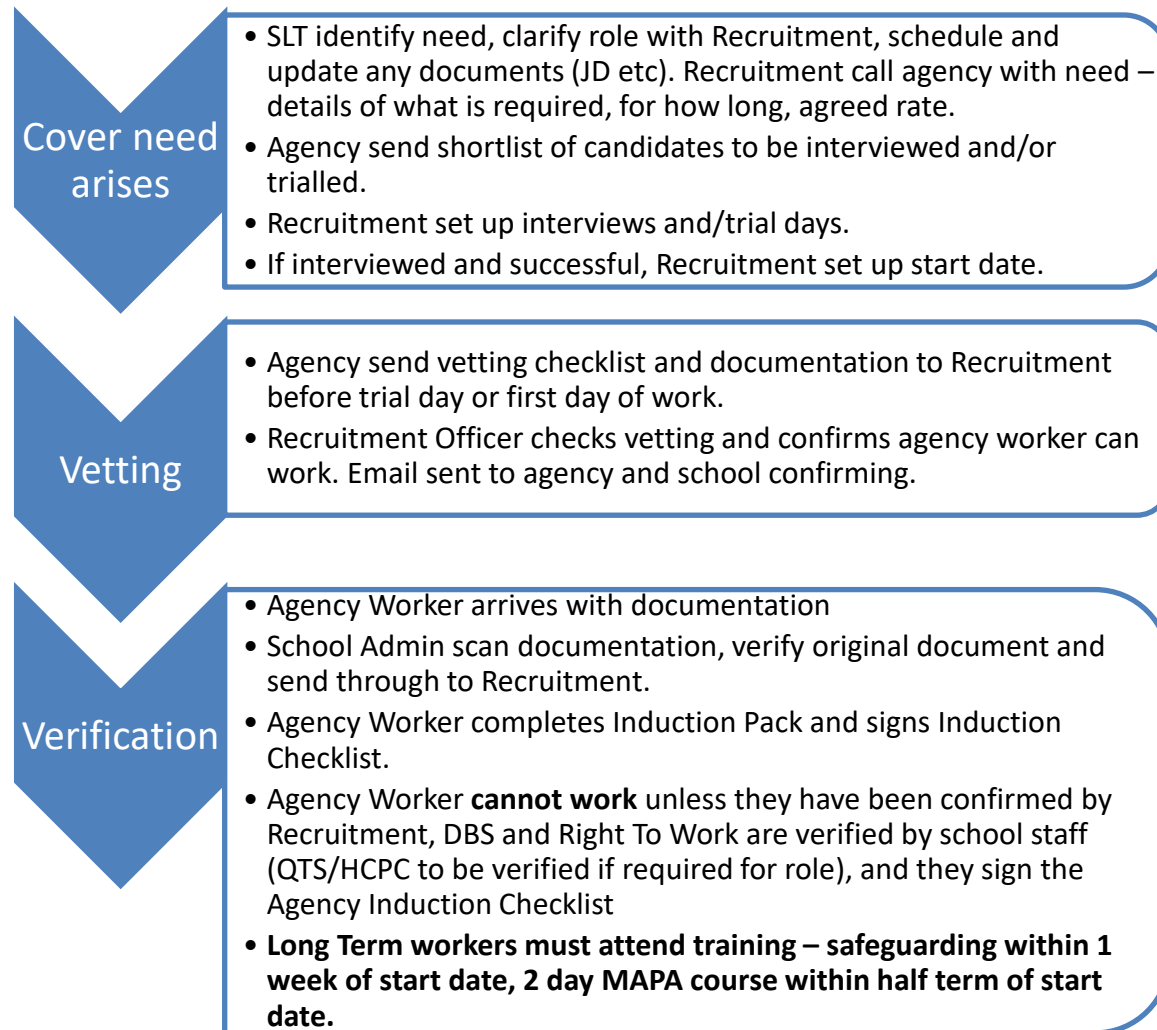 Cover need
arises
• SLT identify need, clarify role with Recruitment, schedule and
update any documents (JD etc). Recruitment call agency with need –
details of what is required, for how long, agreed rate.
• Agency send shortlist of candidates to be interviewed and/or
trialled.
• Recruitment set up interviews and/trial days.
• If interviewed and successful, Recruitment set up start date.
Vetting
• Agency send vetting checklist and documentation to Recruitment
before trial day or first day of work.
• Recruitment Officer checks vetting and confirms agency worker can
work. Email sent to agency and school confirming.
Verification
• Agency Worker arrives with documentation
• School Admin scan documentation, verify original document and
send through to Recruitment.
• Agency Worker completes Induction Pack and signs Induction
Checklist.
• Agency Worker cannot work unless they have been confirmed by
Recruitment, DBS and Right To Work are verified by school staff
(QTS/HCPC to be verified if required for role), and they sign the
Agency Induction Checklist
• Long Term workers must attend training – safeguarding within 1
week of start date, 2 day MAPA course within half term of start
date.